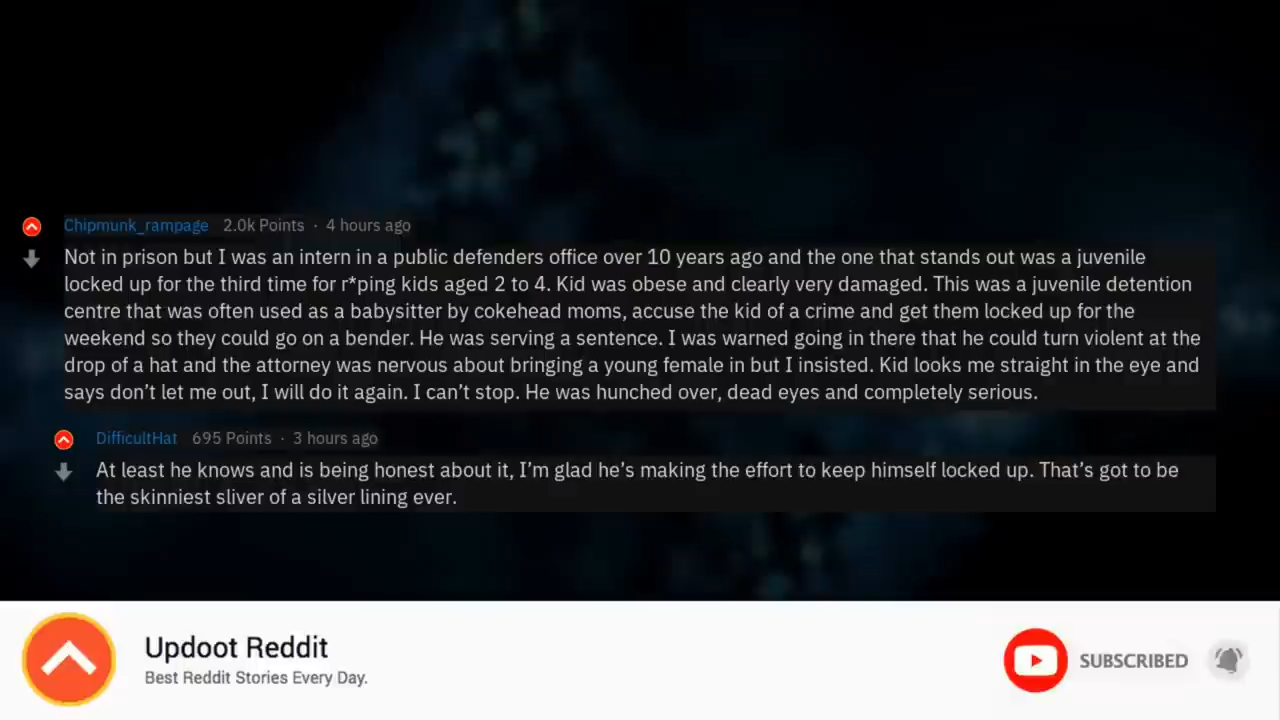 Chipmunk_rampage 2.0k Points · 4 hours ago
Not in prison but I was an intern in a public defenders office over 10 years ago and the one that stands out was a juvenile
locked up for the third time for r*ping kids aged 2 to 4. Kid was obese and clearly very damaged. This was a juvenile detention
centre that was often used as a babysitter by cokehead moms, accuse the kid of a crime and get them locked up for the
weekend so they could go on a bender. He was serving a sentence. I was warned going in there that he could turn violent at the
drop of a hat and the attorney was nervous about bringing a young female in but I insisted. Kid looks me straight in the eye and
says don’t let me out, I will do it again. I can’t stop. He was hunched over, dead eyes and completely serious.
DifficultHat 695 Points · 3 hours ago
At least he knows and is being honest about it, I’m glad he’s making the effort to keep himself locked up. That’s got to be
the skinniest sliver of a silver lining ever.
Updoot Reddit
Best Reddit Stories Every Day.
SUBSCRIBED